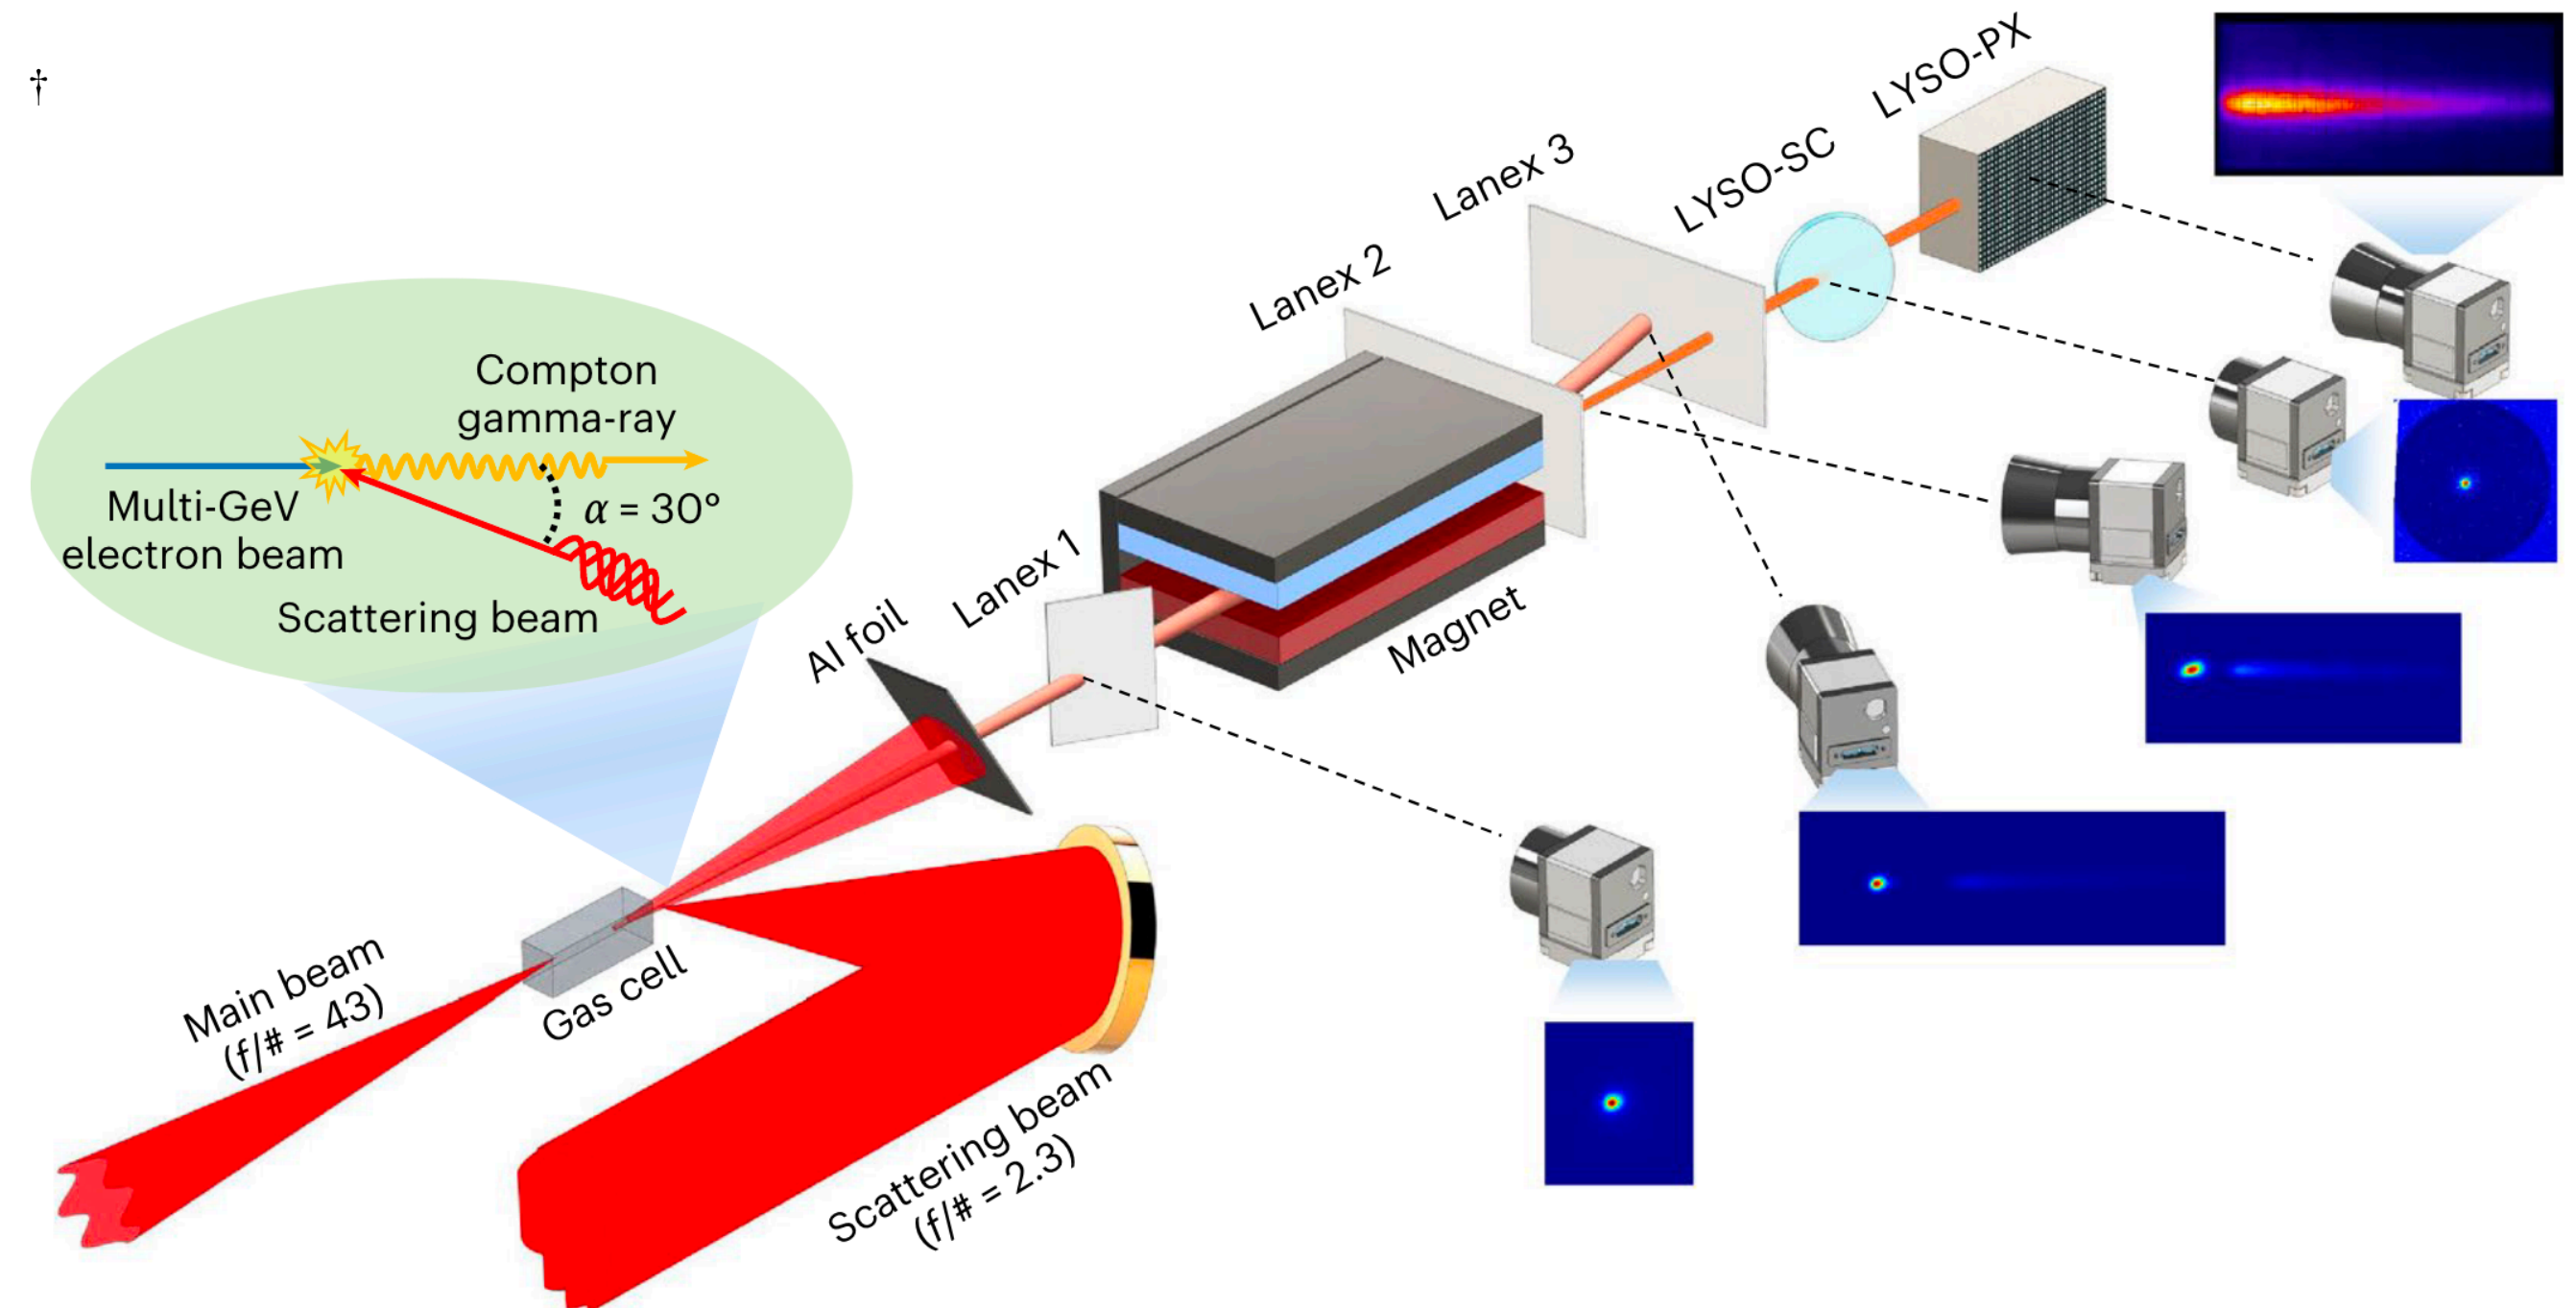 †
LYSO-PX
LYSO-SC
Lanex 3
Lanex 2
Lanex 1
Al foil
Magnet
Compton
gamma-ray
α = 30°
Multi-GeV
electron beam
Scattering beam
Main beam
(f/# = 43)
Gas cell
Scattering beam
(f/# = 2.3)